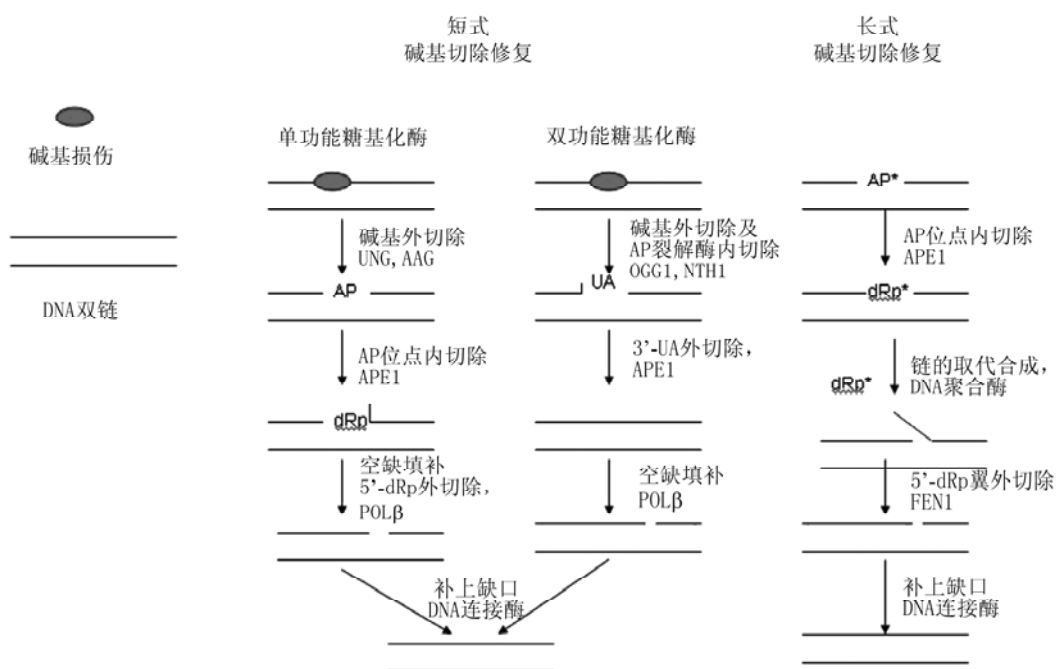 短式
碱基切除修复
长式
碱基切除修复
碱基损伤
DNA双链
单功能糖基化酶
碱基外切除
UNG, AAG
AP
AP位点内切除
APE1
dRp
空缺填补
5’-dRp外切除,
POLβ
双功能糖基化酶
碱基外切除及
AP裂解酶内切除
OGG1, NTH1
UA
3’-UA外切除,
APE1
空缺填补
POLβ
补上缺口
DNA连接酶
AP*
AP位点内切除
APE1
dRp*
链的取代合成,
DNA聚合酶
dRp*
5’-dRp翼外切除
FEN1
补上缺口
DNA连接酶